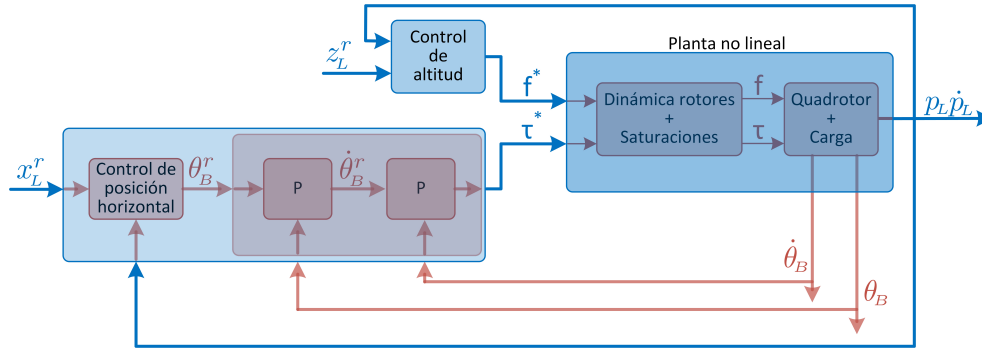 Control
de
altitud
z_L^r
f*
τ*
Planta no lineal
Dinámica rotores
+
Saturaciones
f
τ
Quadrotor
+
Carga
p_L ṗ_L
x_L^r
Control de
posición
horizontal
θ_B^r
P
θ̇_B^r
P
θ̇_B
θ_B